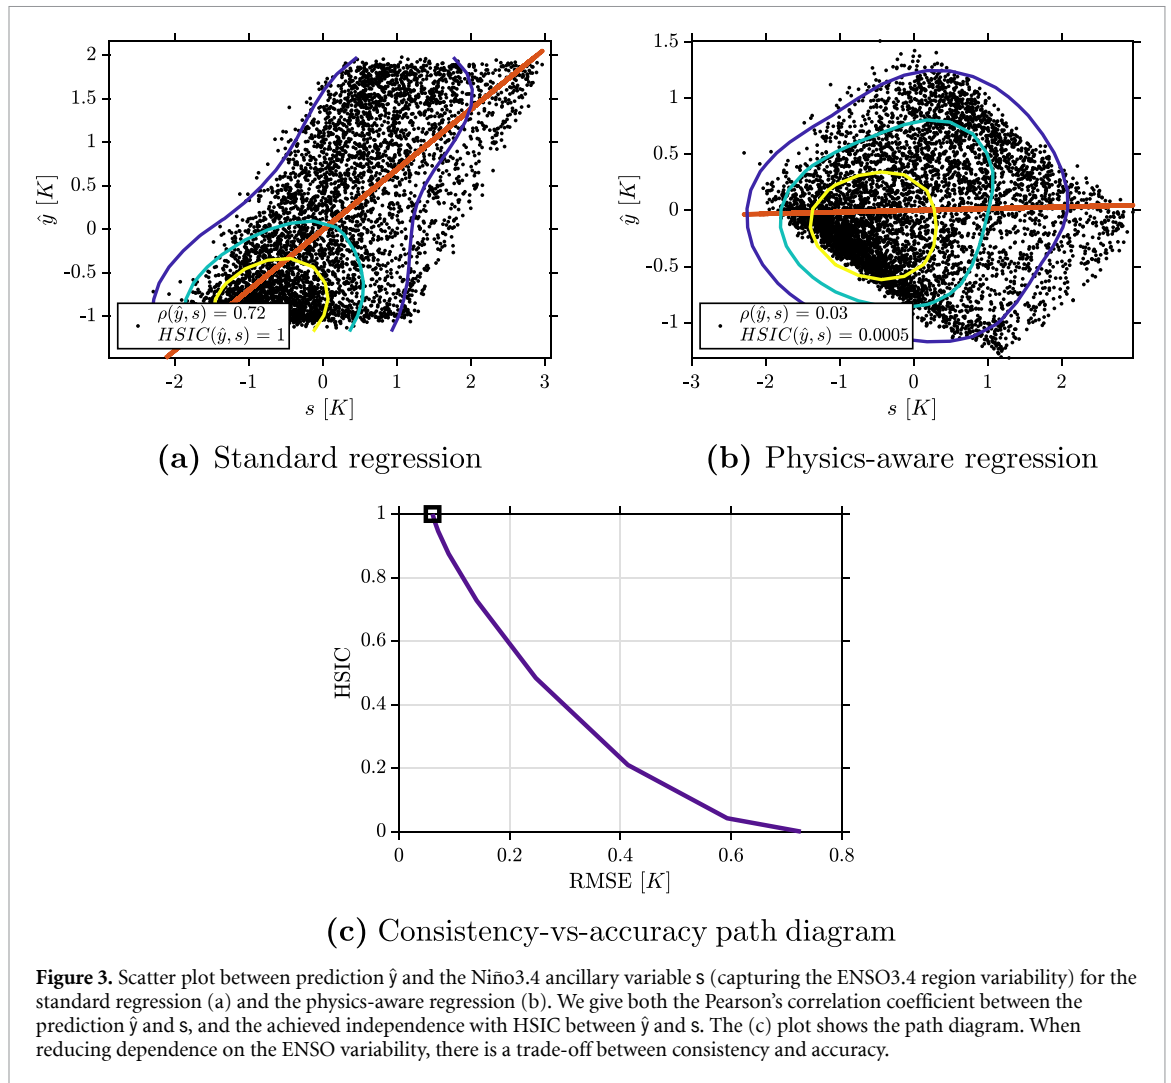 2
1.5
1
0.5
0
-0.5
-1
ŷ [K]
ρ(ŷ, s) = 0.72
HSIC(ŷ, s) = 1
-2 -1 0 1 2 3
s [K]
(a) Standard regression
1.5
1
0.5
0
-0.5
-1
ŷ [K]
ρ(ŷ, s) = 0.03
HSIC(ŷ, s) = 0.0005
-3 -2 -1 0 1 2
s [K]
(b) Physics-aware regression
1
0.8
0.6
0.4
0.2
0
HSIC
0 0.2 0.4 0.6 0.8
RMSE [K]
(c) Consistency-vs-accuracy path diagram
Figure 3. Scatter plot between prediction ŷ and the Niño3.4 ancillary variable s (capturing the ENSO3.4 region variability) for the
standard regression (a) and the physics-aware regression (b). We give both the Pearson's correlation coefficient between the
prediction ŷ and s, and the achieved independence with HSIC between ŷ and s. The (c) plot shows the path diagram. When
reducing dependence on the ENSO variability, there is a trade-off between consistency and accuracy.